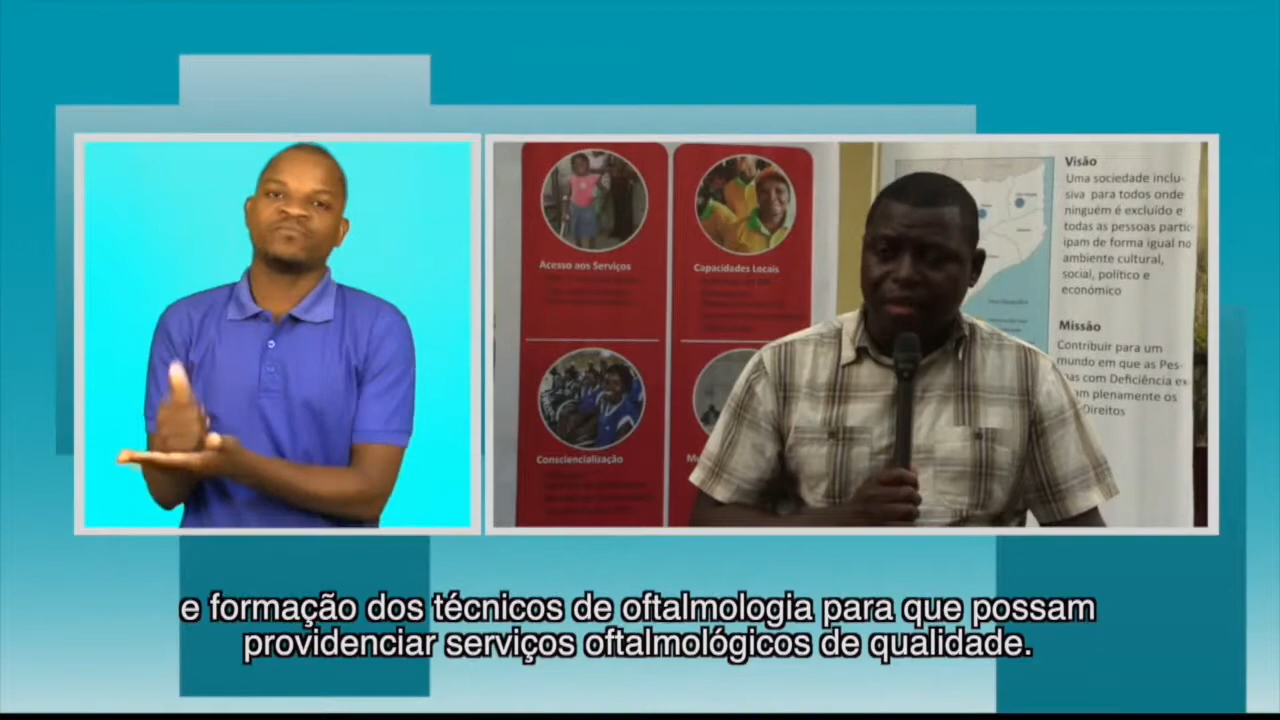 Acesso aos Serviços
Capacidades Locais
Consciencialização
Visão
Uma sociedade inclu-
siva para todos onde
ninguém é excluído e
todas as pessoas partic
ipam de forma igual no
ambiente cultural,
social, político e
económico
Missão
Contribuir para um
mundo em que as Pes-
com Deficiência ex
plenamente os
Direitos
e formação dos técnicos de oftalmologia para que possam
providenciar serviços oftalmológicos de qualidade.